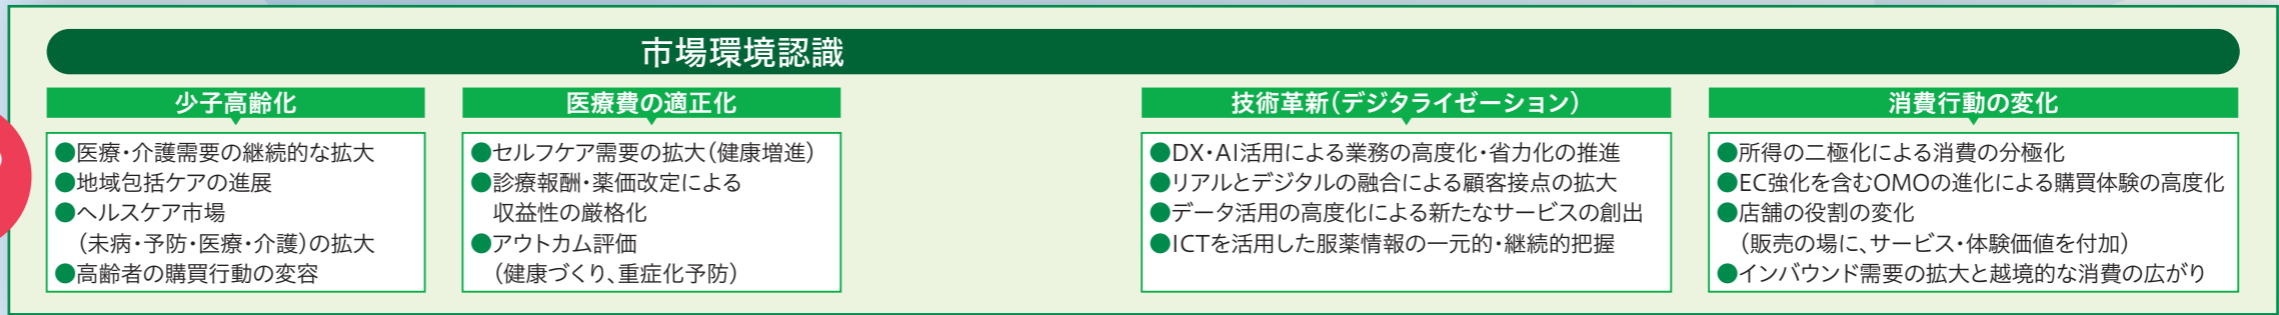 市場環境認識
少子高齢化
●医療・介護需要の継続的な拡大
●地域包括ケアの進展
●ヘルスケア市場
（未病・予防・医療・介護）の拡大
●高齢者の購買行動の変容
医療費の適正化
●セルフケア需要の拡大（健康増進）
●診療報酬・薬価改定による
収益性の厳格化
●アウトカム評価
（健康づくり、重症化予防）
技術革新（デジタライゼーション）
●DX・AI活用による業務の高度化・省力化の推進
●リアルとデジタルの融合による顧客接点の拡大
●データ活用の高度化による新たなサービスの創出
●ICTを活用した服薬情報の一元的・継続的把握
消費行動の変化
●所得の二極化による消費の分極化
●EC強化を含むOMOの進化による購買体験の高度化
●店舗の役割の変化
（販売の場に、サービス・体験価値を付加）
●インバウンド需要の拡大と越境的な消費の広がり